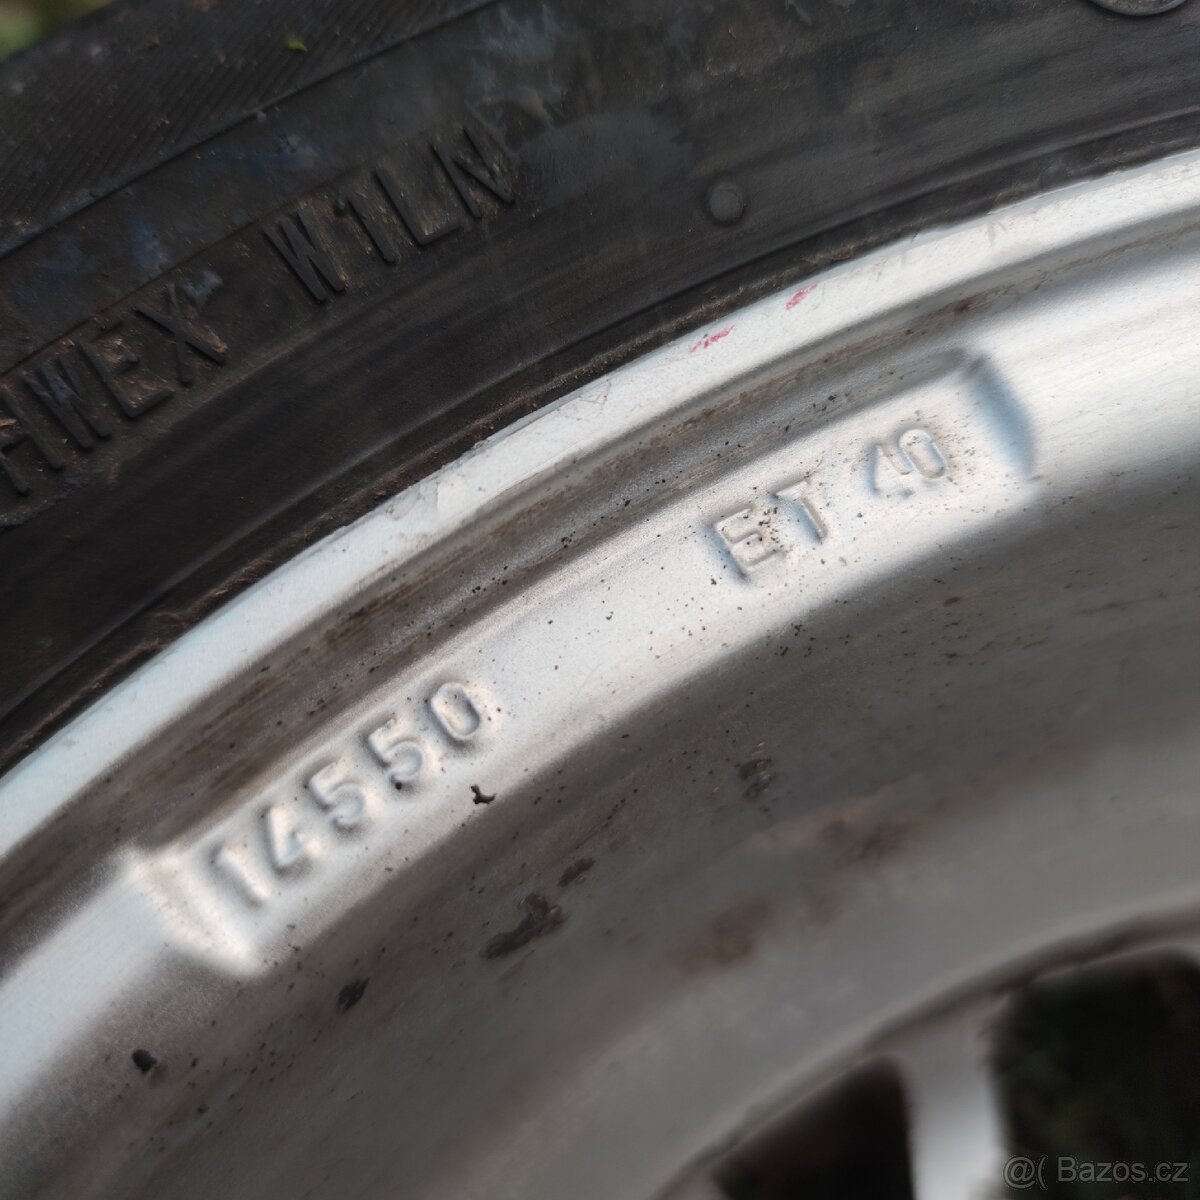 HWEX W1LN
14550 ET 40
@( Bazos.cz